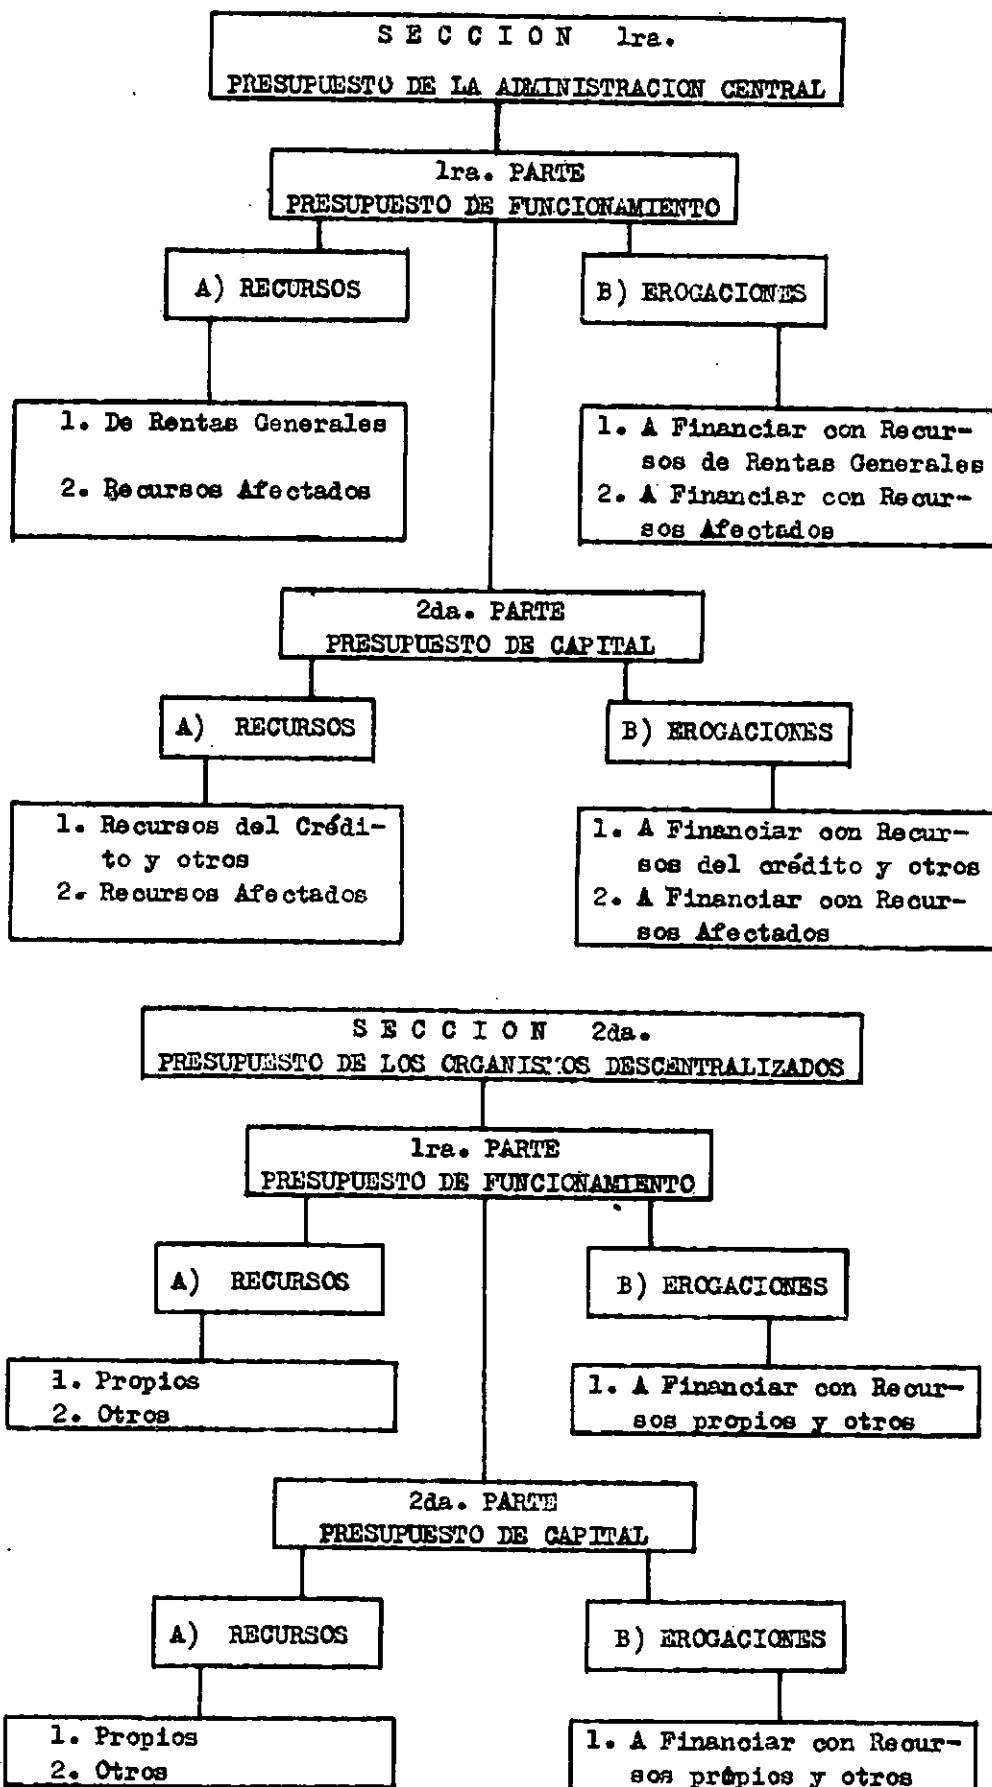 S E C C I O N 1ra.
PRESUPUESTO DE LA ADMINISTRACION CENTRAL
1ra. PARTE
PRESUPUESTO DE FUNCIONAMIENTO
A) RECURSOS
B) EROGACIONES
1. De Rentas Generales
2. Recursos Afectados
1. A Financiar con Recur-
sos de Rentas Generales
2. A Financiar con Recur-
sos Afectados
2da. PARTE
PRESUPUESTO DE CAPITAL
A) RECURSOS
B) EROGACIONES
1. Recursos del Crédi-
to y otros
2. Recursos Afectados
1. A Financiar con Recur-
sos del crédito y otros
2. A Financiar con Recur-
sos Afectados
S E C C I O N 2da.
PRESUPUESTO DE LOS ORGANISMOS DESCENTRALIZADOS
1ra. PARTE
PRESUPUESTO DE FUNCIONAMIENTO
A) RECURSOS
B) EROGACIONES
1. Propios
2. Otros
1. A Financiar con Recur-
sos propios y otros
2da. PARTE
PRESUPUESTO DE CAPITAL
A) RECURSOS
B) EROGACIONES
1. Propios
2. Otros
1. A Financiar con Recur-
sos propios y otros